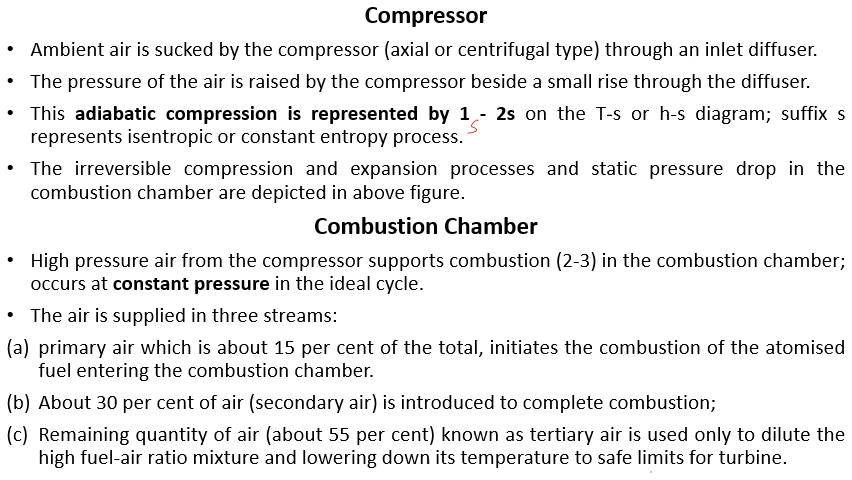 Compressor
• Ambient air is sucked by the compressor (axial or centrifugal type) through an inlet diffuser.
• The pressure of the air is raised by the compressor beside a small rise through the diffuser.
• This adiabatic compression is represented by 1 s - 2s on the T-s or h-s diagram; suffix s
represents isentropic or constant entropy process.
• The irreversible compression and expansion processes and static pressure drop in the
combustion chamber are depicted in above figure.
Combustion Chamber
• High pressure air from the compressor supports combustion (2-3) in the combustion chamber;
occurs at constant pressure in the ideal cycle.
• The air is supplied in three streams:
(a) primary air which is about 15 per cent of the total, initiates the combustion of the atomised
fuel entering the combustion chamber.
(b) About 30 per cent of air (secondary air) is introduced to complete combustion;
(c) Remaining quantity of air (about 55 per cent) known as tertiary air is used only to dilute the
high fuel-air ratio mixture and lowering down its temperature to safe limits for turbine.